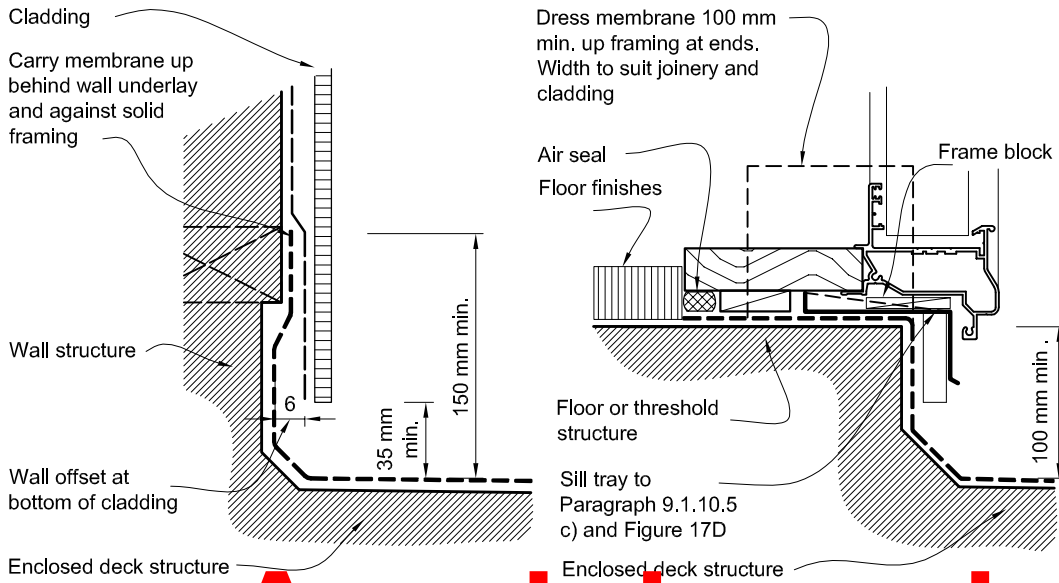 Cladding
Carry membrane up
behind wall underlay
and against solid
framing
Wall structure
6
35 mm
min.
150 mm min.
Wall offset at
bottom of cladding
Enclosed deck structure
Dress membrane 100 mm
min. up framing at ends.
Width to suit joinery and
cladding
Air seal
Floor finishes
Frame block
Floor or threshold
structure
100 mm min .
Sill tray to
Paragraph 9.1.10.5
c) and Figure 17D
Enclosed deck structure